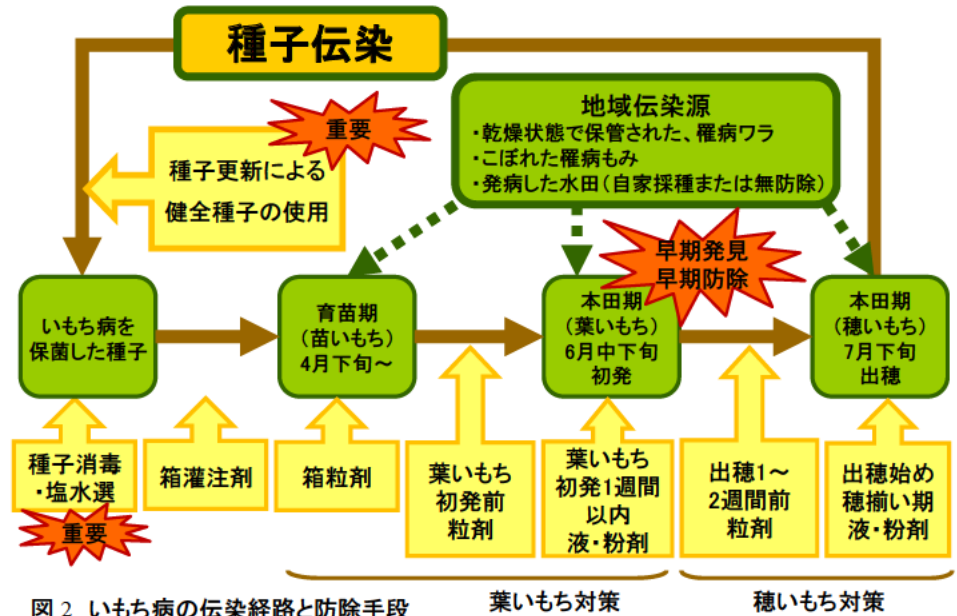 種子伝染
地域伝染源
・乾燥状態で保管された、罹病ワラ
・こぼれた罹病もみ
・発病した水田(自家採種または無防除)
重要
種子更新による
健全種子の使用
早期発見
早期防除
いもち病を
保菌した種子
育苗期
(苗いもち)
4月下旬～
本田期
(葉いもち)
6月中下旬
初発
本田期
(穂いもち)
7月下旬
出穂
種子消毒
・塩水選
重要
箱灌注剤
箱粒剤
葉いもち
初発前
粒剤
葉いもち
初発1週間
以内
液・粉剤
出穂1～
2週間前
粒剤
出穂始め
穂揃い期
液・粉剤
葉いもち対策
穂いもち対策
図2 いもち病の伝染経路と防除手段